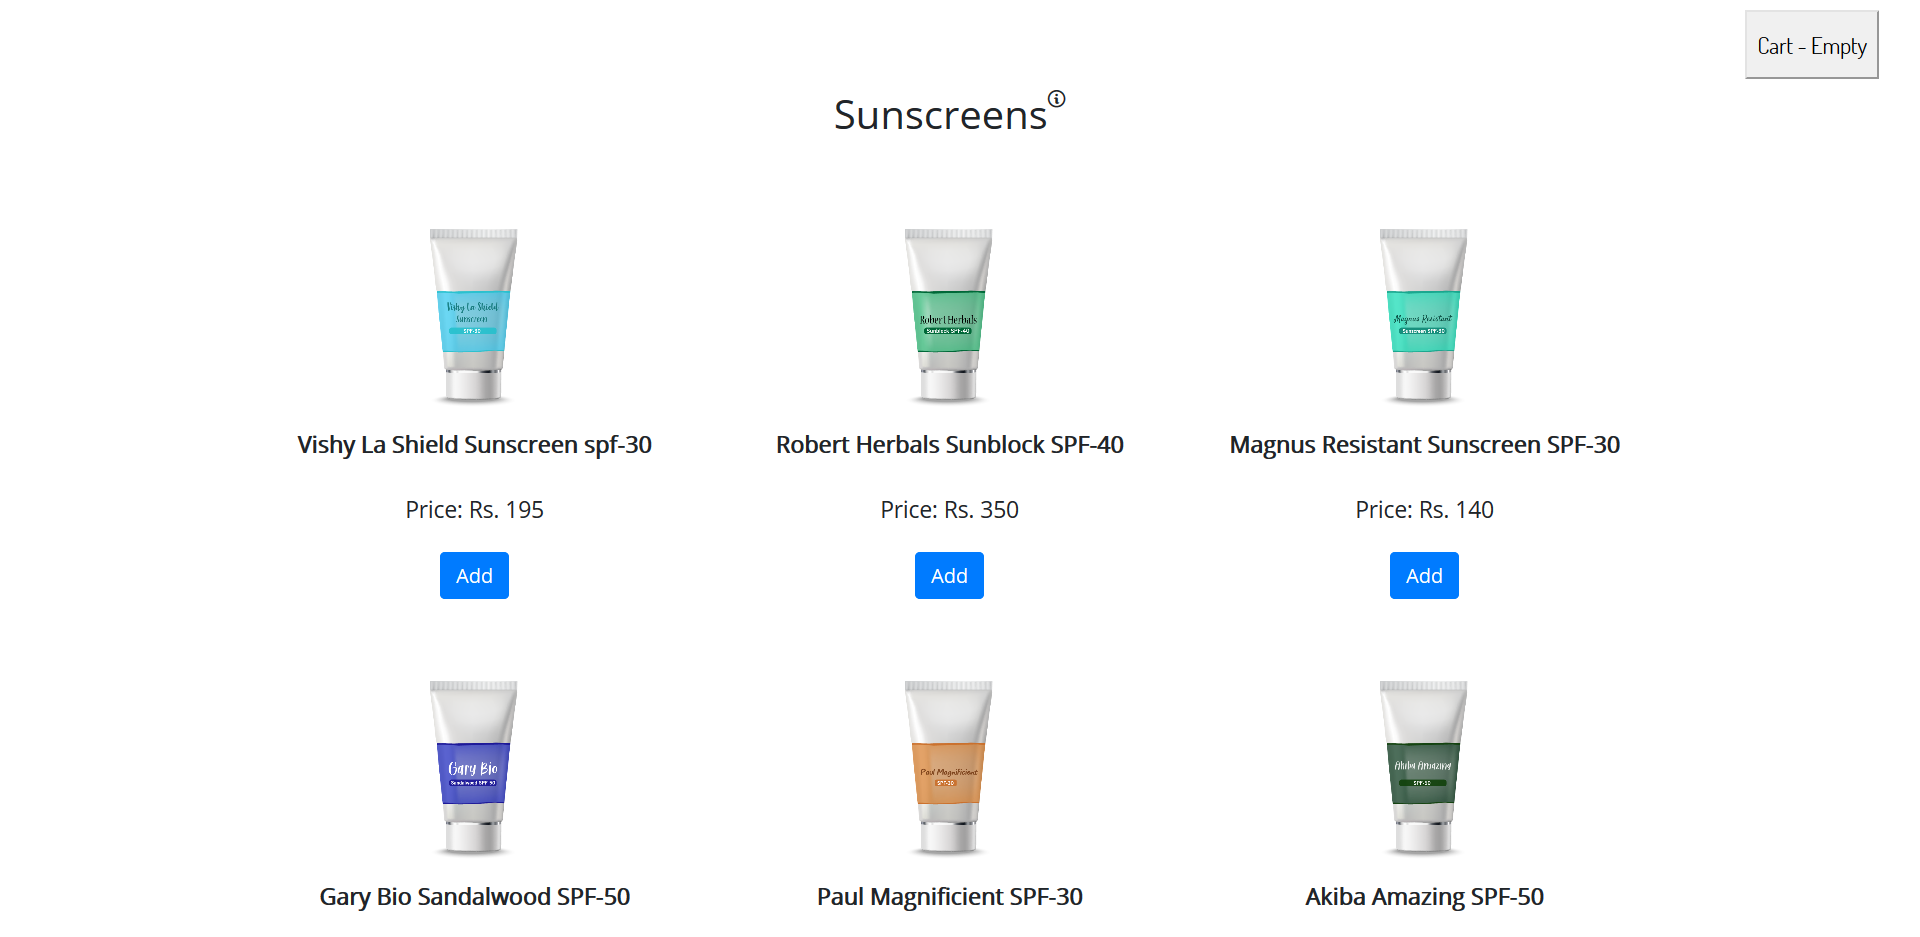 Cart - Empty
Sunscreens
Vishy La Shield
Sunscreen
SPF-30
Robert Herbals
Sunblock SPF-40
Magnus Resistant
Sunscreen SPF-30
Vishy La Shield Sunscreen spf-30
Robert Herbals Sunblock SPF-40
Magnus Resistant Sunscreen SPF-30
Price: Rs. 195
Price: Rs. 350
Price: Rs. 140
Add
Add
Add
Gary Bio
Sandalwood SPF-50
Paul Magnificient
SPF-30
Akiba Amazing
SPF-50
Gary Bio Sandalwood SPF-50
Paul Magnificient SPF-30
Akiba Amazing SPF-50